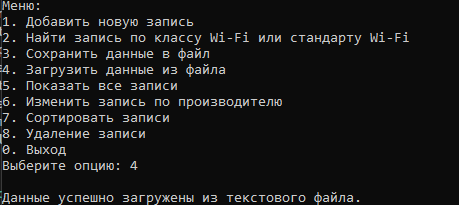 Меню:
1. Добавить новую запись
2. Найти запись по классу Wi-Fi или стандарту Wi-Fi
3. Сохранить данные в файл
4. Загрузить данные из файла
5. Показать все записи
6. Изменить запись по производителю
7. Сортировать записи
8. Удаление записи
0. Выход
Выберите опцию: 4
Данные успешно загружены из текстового файла.